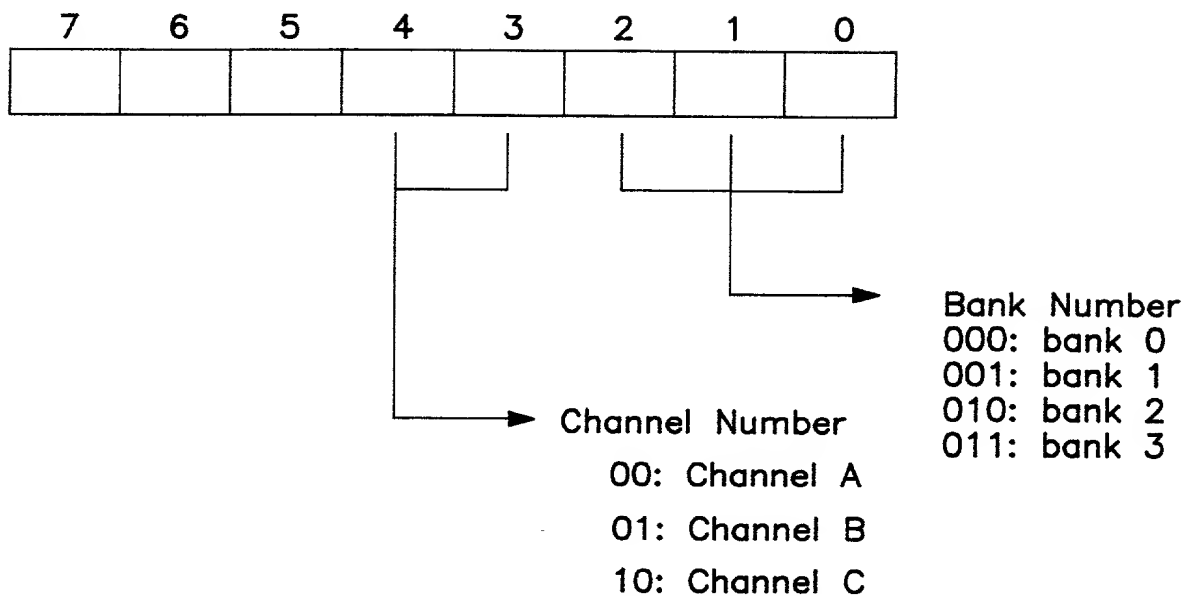 7 6 5 4 3 2 1 0
Bank Number
000: bank 0
001: bank 1
010: bank 2
011: bank 3
Channel Number
00: Channel A
01: Channel B
10: Channel C